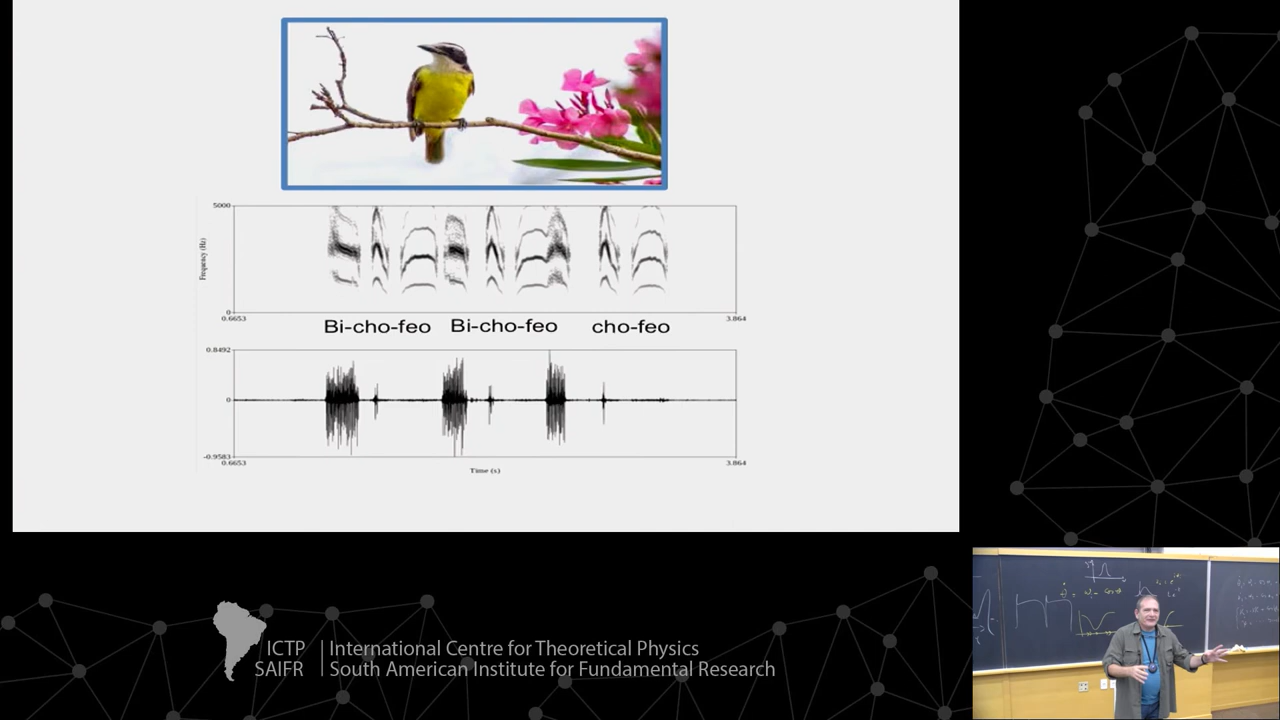 5000
Frequency (Hz)
0
0.6653
3.864
Bi-cho-feo
Bi-cho-feo
cho-feo
0.8492
0
-0.9583
0.6653
3.864
Time (s)
ICTP
SAIFR
International Centre for Theoretical Physics
South American Institute for Fundamental Research